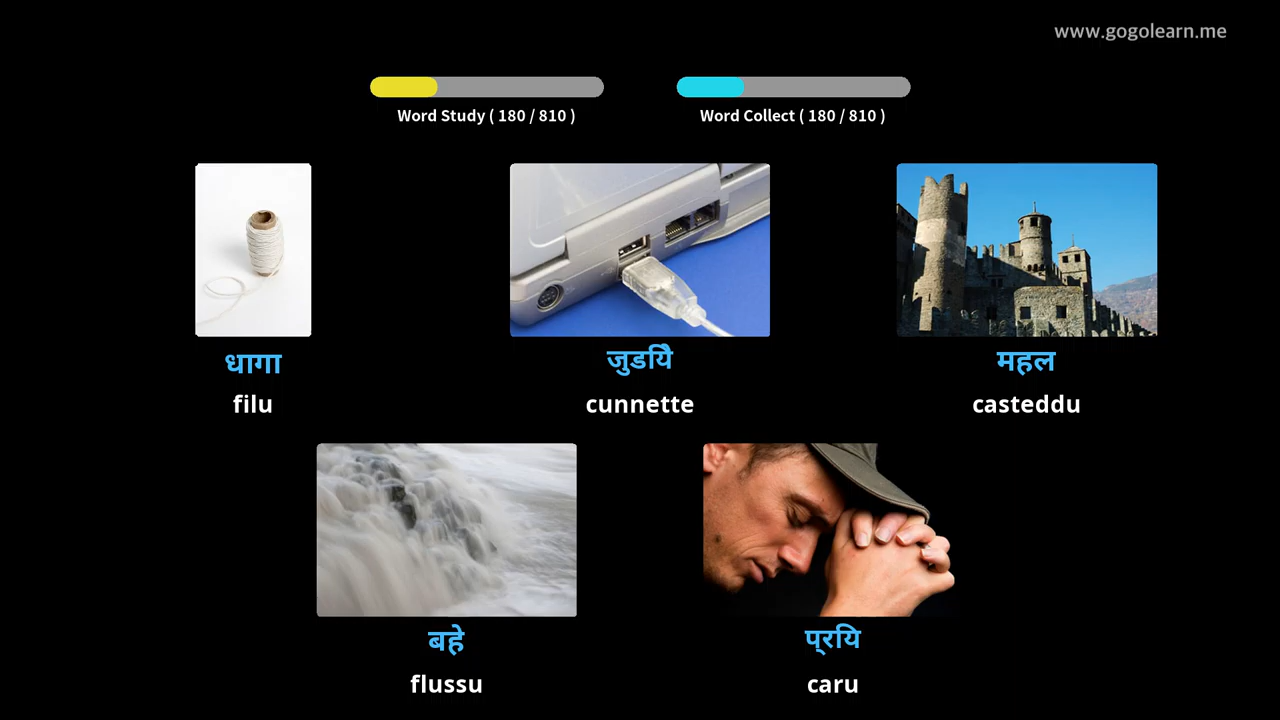 www.gogolearn.me
Word Study ( 180 / 810 )
Word Collect ( 180 / 810 )
धागा
जुडयिे
महल
filu
cunnette
casteddu
बहे
प्रयि
flussu
caru